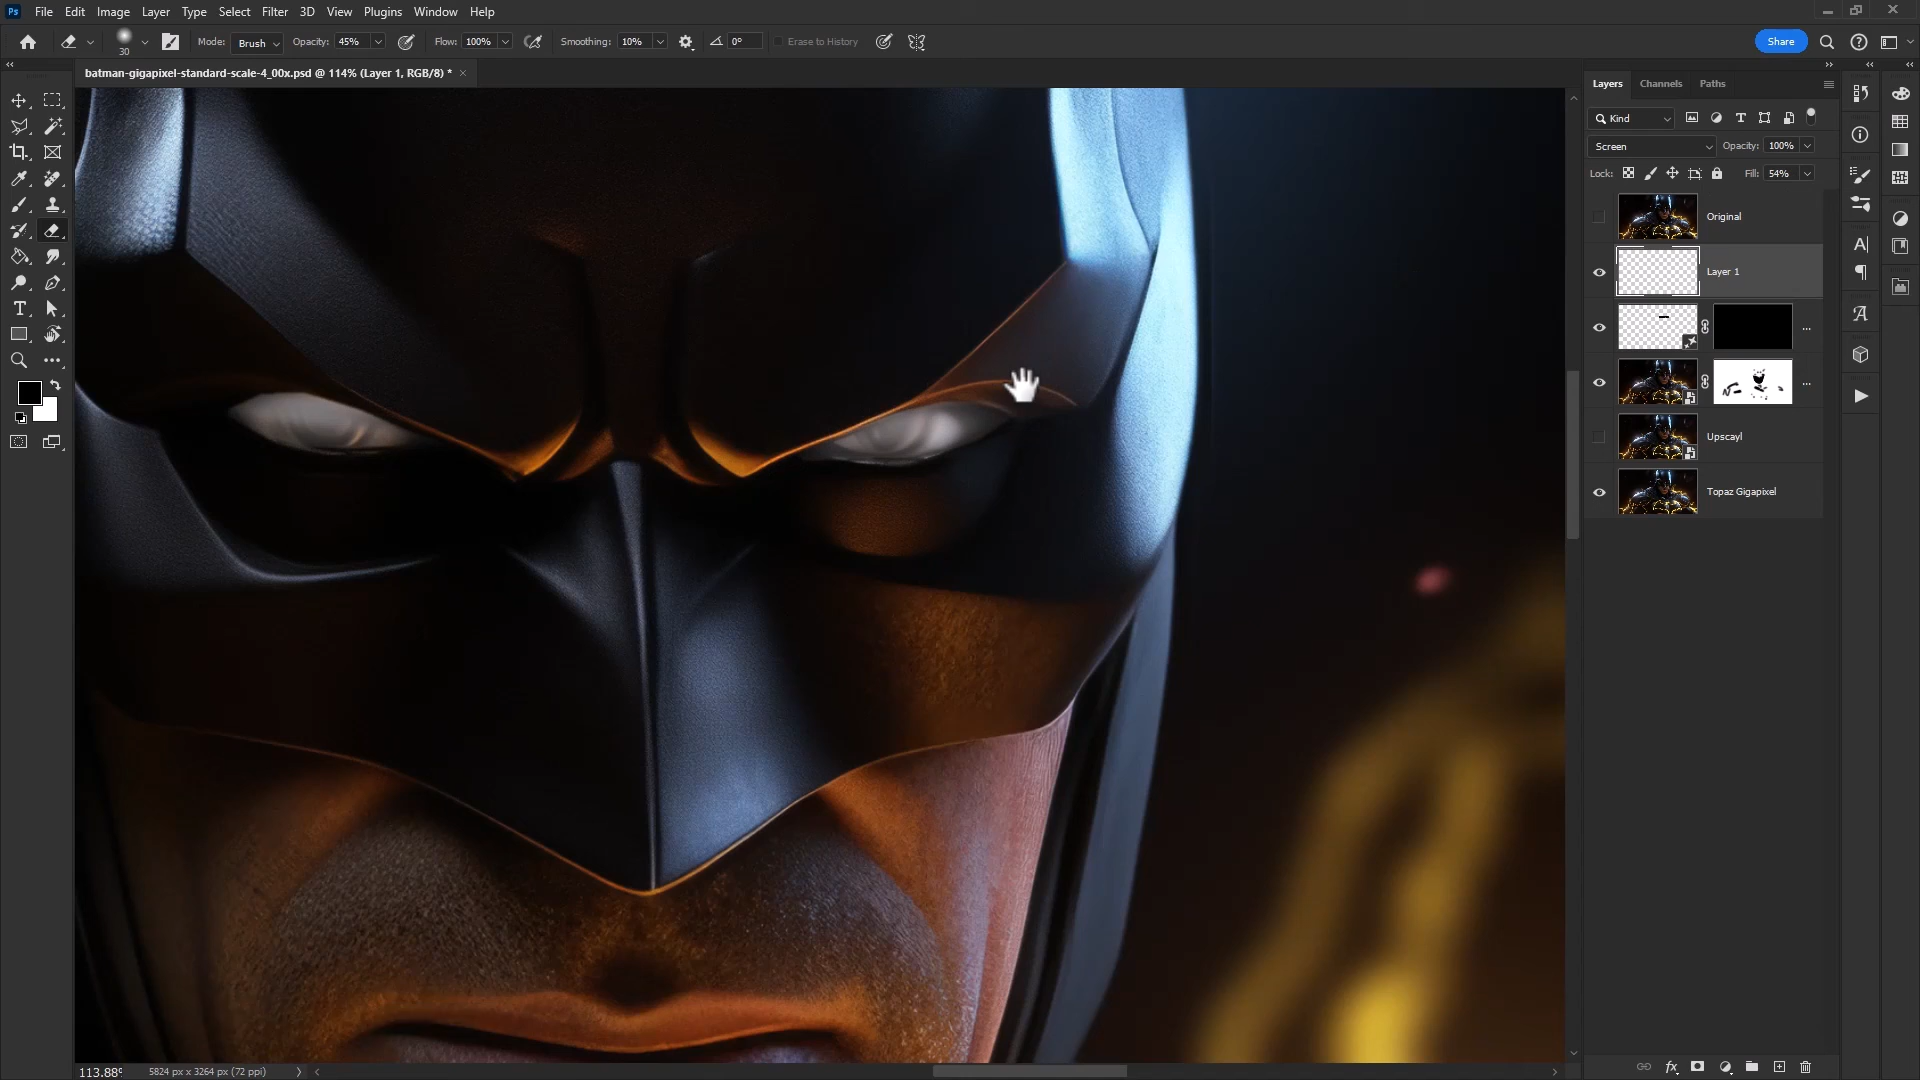 Ps File Edit Image Layer Type Select Filter 3D View Plugins Window Help
30 Mode: Brush Opacity: 45% Flow: 100% Smoothing: 10% 0° Erase to History Share
batman-gigapixel-standard-scale-4_00x.psd @ 114% (Layer 1, RGB/8) *
Layers Channels Paths
Kind
Screen Opacity: 100%
Lock: Fill: 54%
Original
Layer 1
Upscayl
Topaz Gigapixel
113.88% 5824 px x 3264 px (72 ppi)